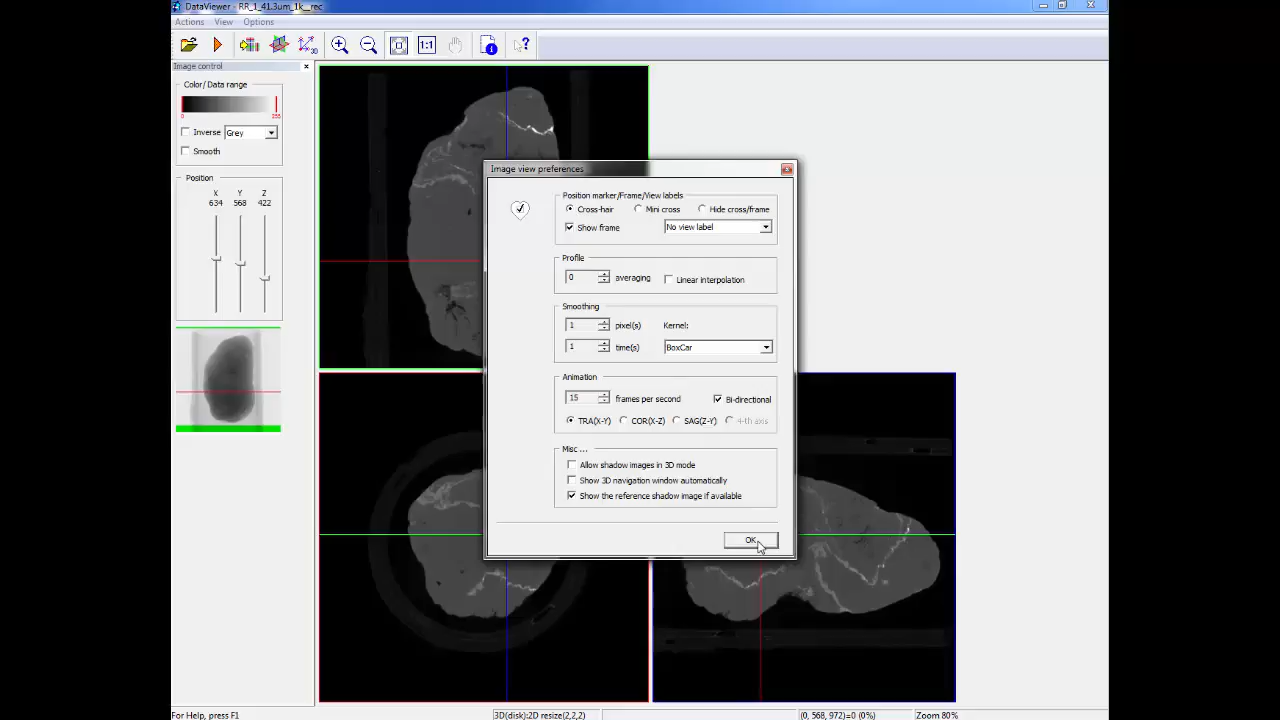 DataViewer - RR_1_41.3um_1k__rec
Actions View Options
1:1
Image control
Color/ Data range
0 255
Inverse Grey
Smooth
Position
X Y Z
634 568 422
Image view preferences
Position marker/Frame/View labels
Cross-hair Mini cross Hide cross/frame
Show frame No view label
Profile
0 averaging Linear interpolation
Smoothing
1 pixel(s) Kernel:
1 time(s) BoxCar
Animation
15 frames per second Bi-directional
TRA(X-Y) COR(X-Z) SAG(Z-Y) 4-th axis
Misc ...
Allow shadow images in 3D mode
Show 3D navigation window automatically
Show the reference shadow image if available
OK
For Help, press F1 3D(disk):2D resize(2,2,2) (0, 568, 972)=0 (0%) Zoom 80%